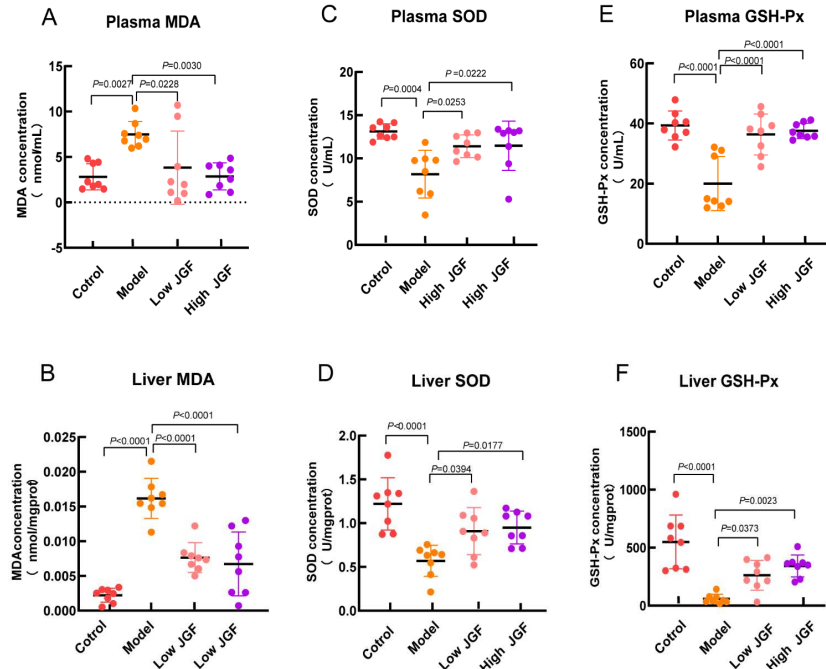 A
Plasma MDA
P=0.0030
P=0.0027
P=0.0228
MDA concentration
( nmol/mL)
15
10
5
0
-5
Cotrol
Model
Low JGF
High JGF
C
Plasma SOD
P=0.0222
P=0.0004
P=0.0253
SOD concentration
( U/mL)
20
15
10
5
0
Cotrol
Model
High JGF
High JGF
E
Plasma GSH-Px
P<0.0001
P<0.0001
P<0.0001
GSH-Px concentration
( U/mL)
60
40
20
0
Cotrol
Model
Low JGF
High JGF
B
Liver MDA
P<0.0001
P<0.0001
P<0.0001
MDAconcentration
( nmol/mgprot)
0.025
0.020
0.015
0.010
0.005
0.000
Cotrol
Model
Low JGF
Low JGF
D
Liver SOD
P<0.0001
P=0.0177
P=0.0394
SOD concentration
( U/mgprot)
2.0
1.5
1.0
0.5
0.0
Cotrol
Model
Low JGF
High JGF
F
Liver GSH-Px
P<0.0001
P=0.0023
P=0.0373
GSH-Px concentration
( U/mgprot)
1500
1000
500
0
Cotrol
Model
Low JGF
High JGF